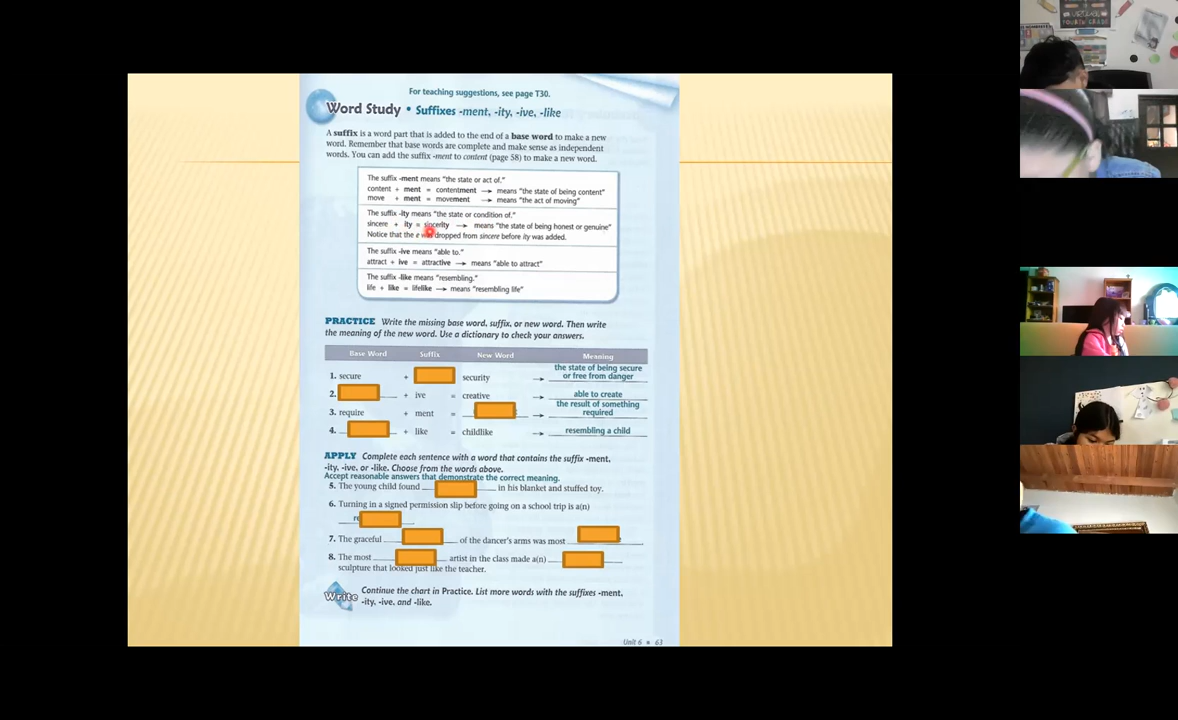 For teaching suggestions, see page T30.
Word Study • Suffixes -ment, -ity, -ive, -like
A suffix is a word part that is added to the end of a base word to make a new
word. Remember that base words are complete and make sense as independent
words. You can add the suffix -ment to content (page 58) to make a new word.
The suffix -ment means "the state or act of."
content + ment = contentment → means "the state of being content"
move + ment = movement → means "the act of moving"
The suffix -ity means "the state or condition of."
sincere + ity = sincerity → means "the state of being honest or genuine"
Notice that the e was dropped from sincere before ity was added.
The suffix -ive means "able to."
attract + ive = attractive → means "able to attract"
The suffix -like means "resembling."
life + like = lifelike → means "resembling life"
PRACTICE Write the missing base word, suffix, or new word. Then write
the meaning of the new word. Use a dictionary to check your answers.
Base Word Suffix New Word Meaning
1. secure + security → the state of being secure
or free from danger
2. + ive = creative → able to create
3. require + ment = → the result of something
required
4. + like = childlike → resembling a child
APPLY Complete each sentence with a word that contains the suffix -ment,
-ity, -ive, or -like. Choose from the words above.
Accept reasonable answers that demonstrate the correct meaning.
5. The young child found in his blanket and stuffed toy.
6. Turning in a signed permission slip before going on a school trip is a(n)
re
7. The graceful of the dancer's arms was most
8. The most artist in the class made a(n)
sculpture that looked just like the teacher.
Write Continue the chart in Practice. List more words with the suffixes -ment,
-ity, -ive, and -like.
Unit 6 ■ 63
FOURTH GRADE